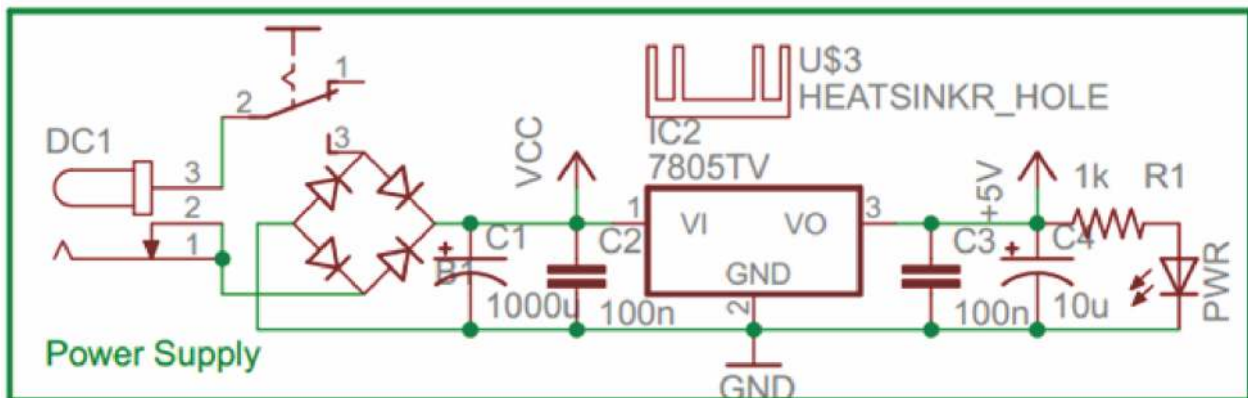 1
2
3
DC1
3
2
1
B1
VCC
C1
1000u
C2
100n
U$3
HEATSINKR_HOLE
IC2
7805TV
1
VI
VO
3
GND
2
GND
+5V
C3
100n
C4
10u
1k
R1
PWR
Power Supply